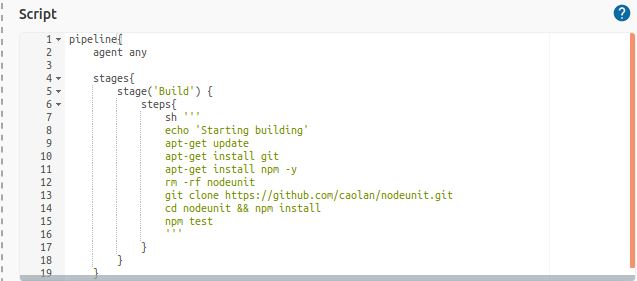 Script
?
1 pipeline{
2 agent any
3
4 stages{
5 stage('Build') {
6 steps{
7 sh '''
8 echo 'Starting building'
9 apt-get update
10 apt-get install git
11 apt-get install npm -y
12 rm -rf nodeunit
13 git clone https://github.com/caolan/nodeunit.git
14 cd nodeunit && npm install
15 npm test
16 '''
17 }
18 }
19 }